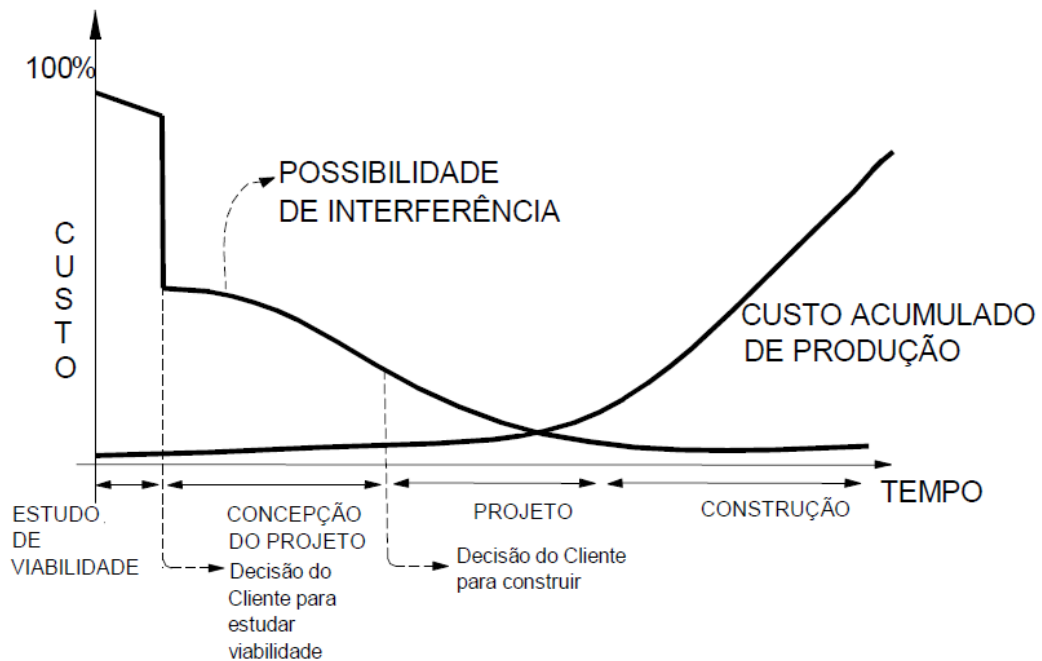 100%
POSSIBILIDADE
DE INTERFERÊNCIA
C
U
S
T
O
CUSTO ACUMULADO
DE PRODUÇÃO
TEMPO
ESTUDO
DE
VIABILIDADE
CONCEPÇÃO
DO PROJETO
PROJETO
CONSTRUÇÃO
Decisão do
Cliente para
estudar
viabilidade
Decisão do Cliente
para construir